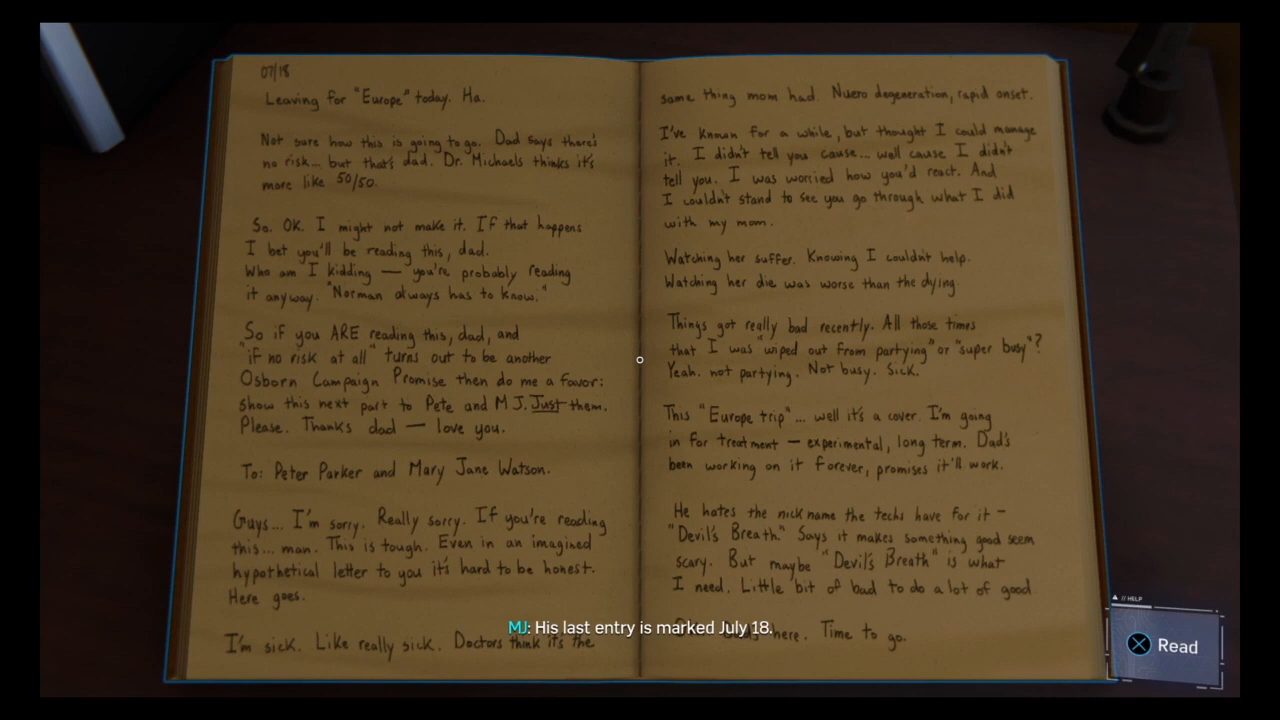 07/18
Leaving for "Europe" today. Ha.
Not sure how this is going to go. Dad says there's
no risk... but that's dad. Dr. Michaels thinks it's
more like 50/50.
So. OK. I might not make it. IF that happens
I bet you'll be reading this, dad.
Who am I kidding — you're probably reading
it anyway. "Norman always has to know."
So if you ARE reading this, dad, and
"if no risk at all" turns out to be another
Osborn Campaign Promise then do me a favor:
show this next part to Pete and MJ. Just them.
Please. Thanks dad — love you.
To: Peter Parker and Mary Jane Watson.
Guys... I'm sorry. Really sorry. If you're reading
this... man. This is tough. Even in an imagined
hypothetical letter to you it's hard to be honest.
Here goes.
I'm sick. Like really sick. Doctors think it's the
same thing mom had. Nuero degeneration, rapid onset.
I've known for a while, but thought I could manage
it. I didn't tell you cause... well cause I didn't
tell you. I was worried how you'd react. And
I couldn't stand to see you go through what I did
with my mom.
Watching her suffer. Knowing I couldn't help.
Watching her die was worse than the dying.
Things got really bad recently. All those times
that I was "wiped out from partying" or "super busy"?
Yeah. not partying. Not busy. Sick.
This "Europe trip"... well it's a cover. I'm going
in for treatment — experimental, long term. Dad's
been working on it forever, promises it'll work.
He hates the nickname the techs have for it —
"Devil's Breath." Says it makes something good seem
scary. But maybe "Devil's Breath" is what
I need. Little bit of bad to do a lot of good
here. Time to go.
MJ: His last entry is marked July 18.
// HELP
Read